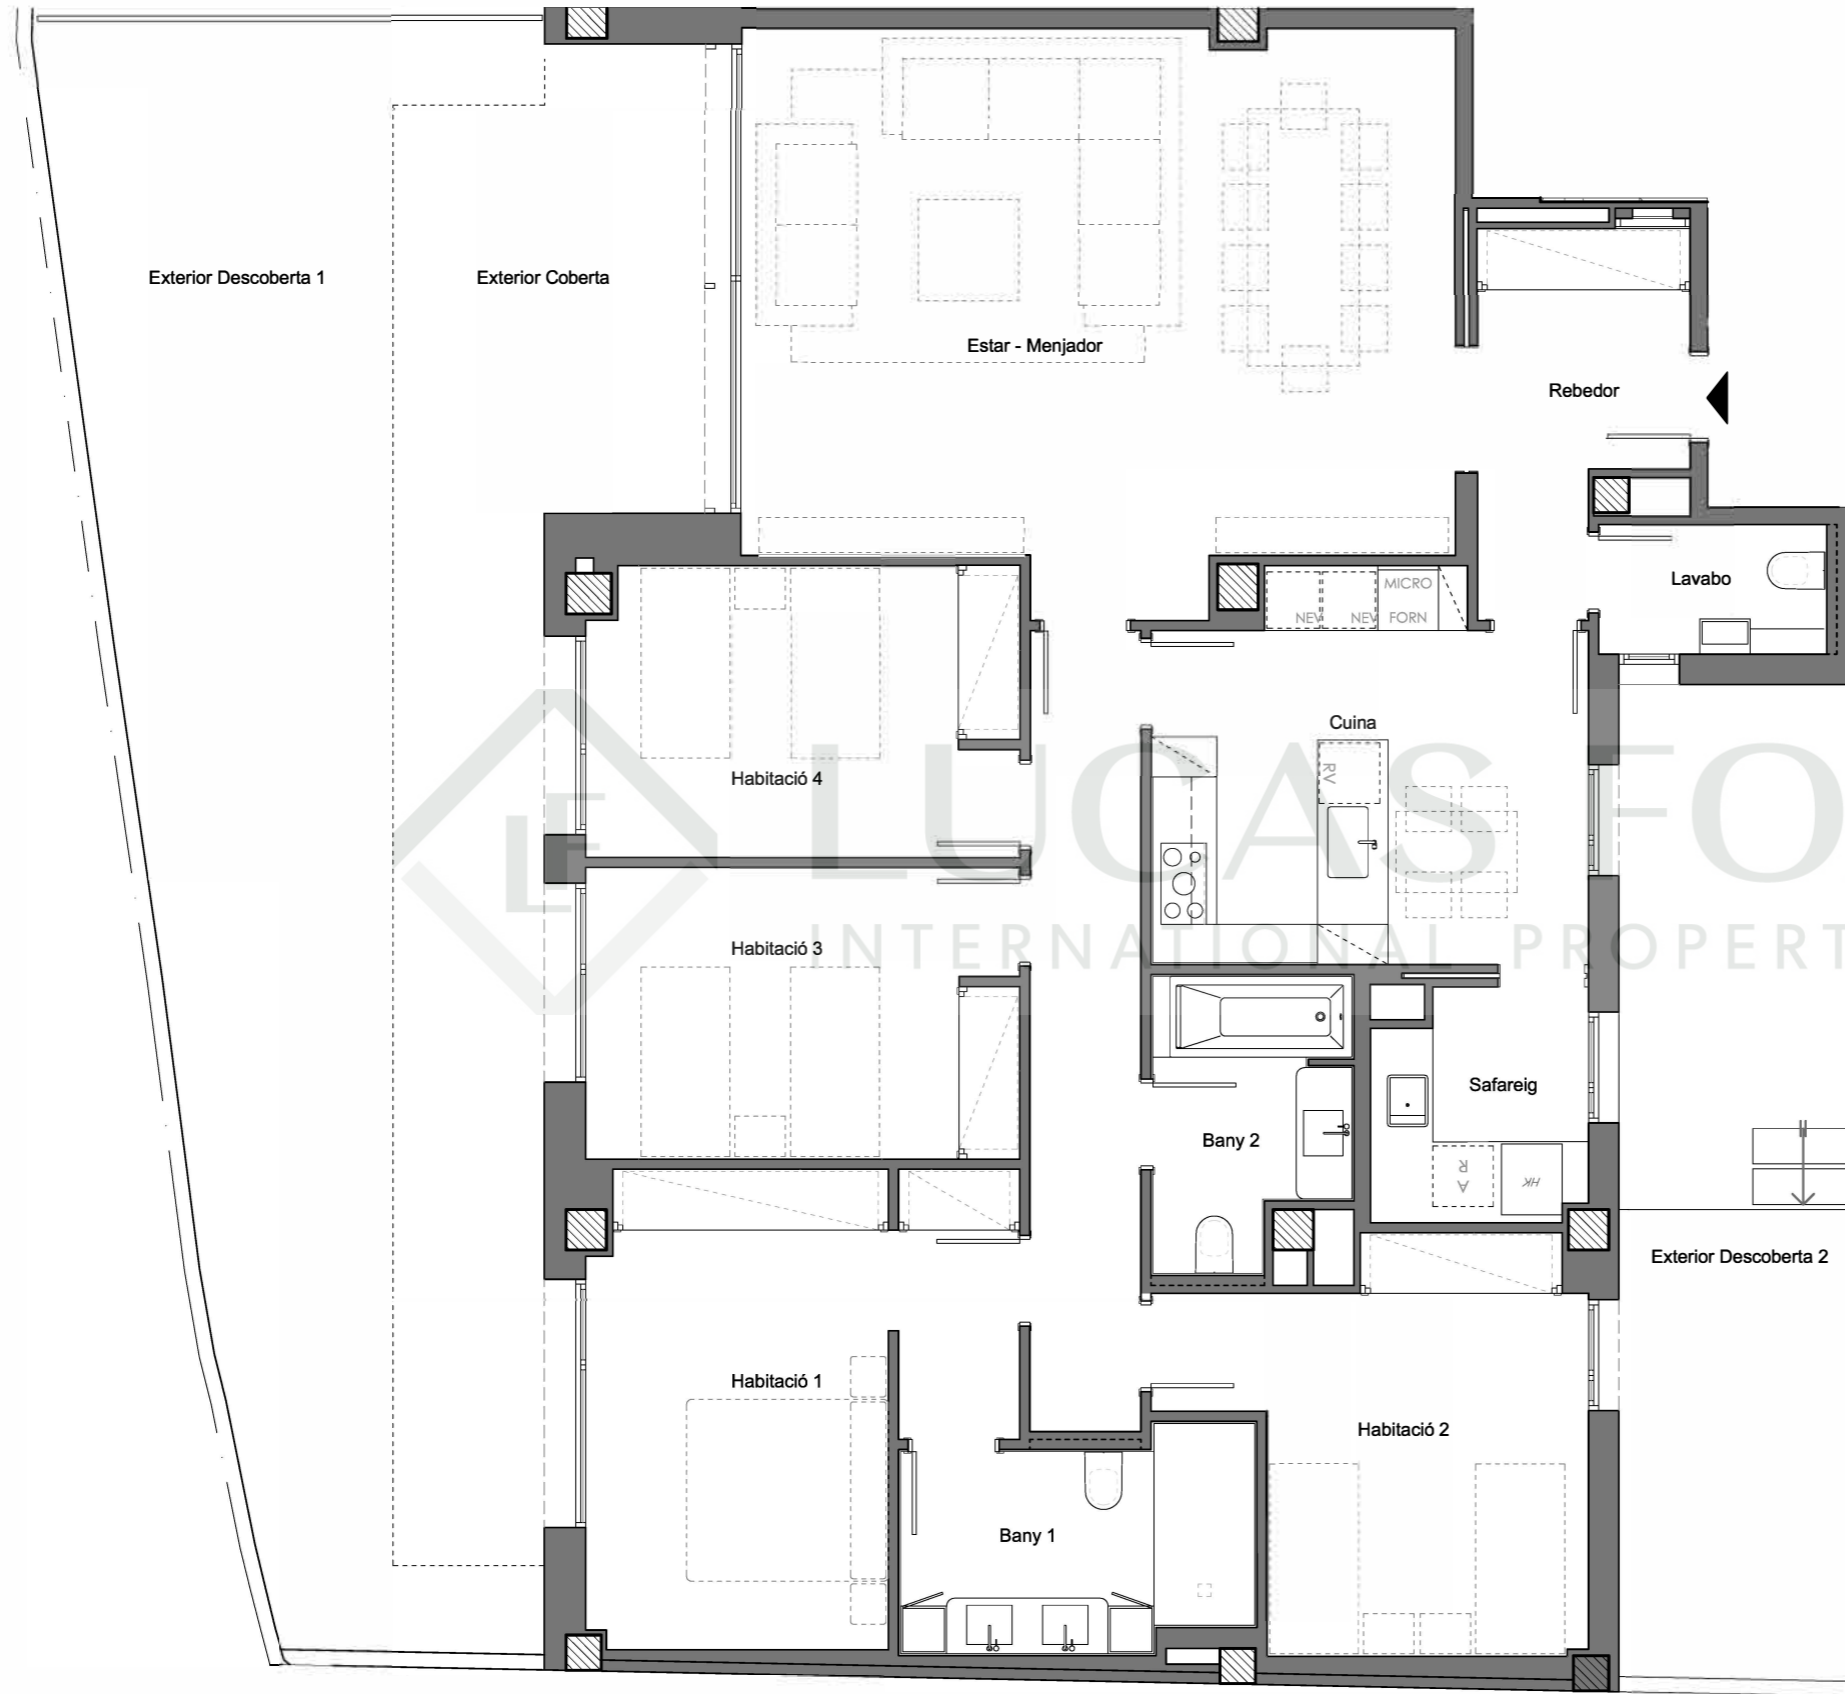 Exterior Descoberta 1
Exterior Coberta
Estar - Menjador
Rebedor
Lavabo
MICRO
NEV
NEV
FORN
Cuina
RV
Habitació 4
LF
LUCAS FO
INTERNATIONAL PROPERT
Habitació 3
Safareig
Bany 2
R
A
HK
Exterior Descoberta 2
Habitació 1
Habitació 2
Bany 1